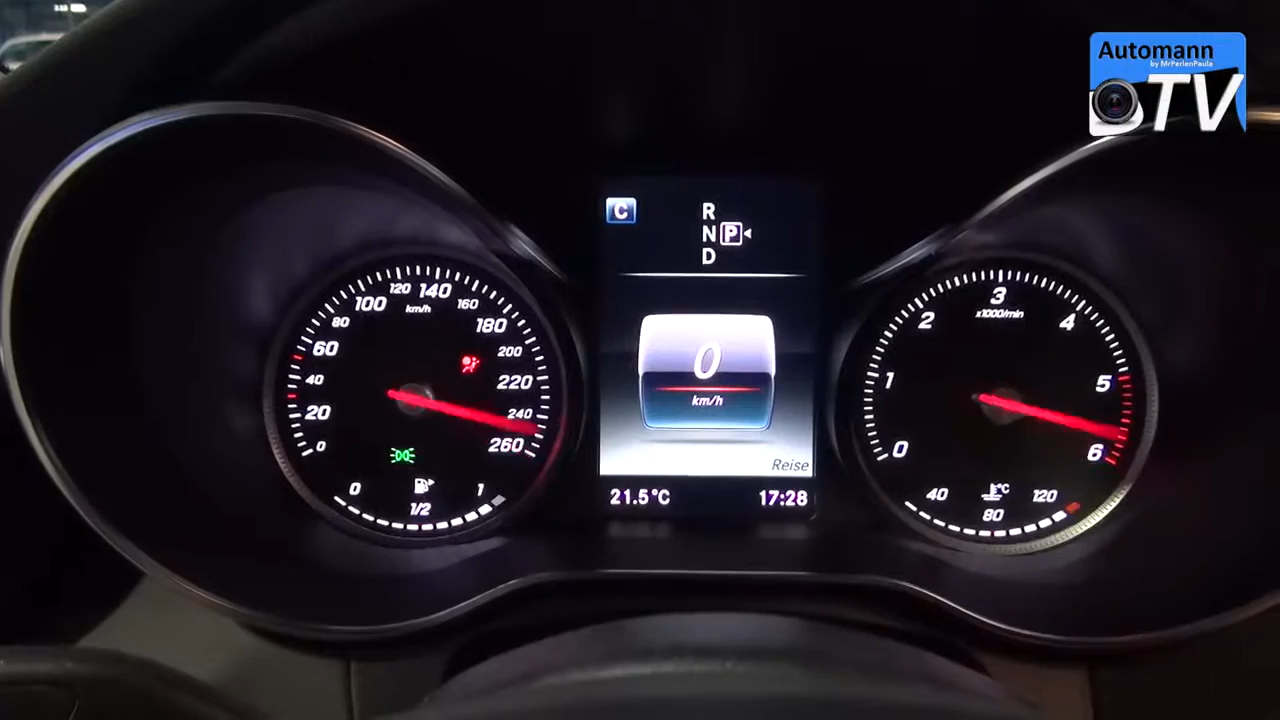 Automann
by MrPerlenPaula
TV
C
R
N P
D
0
km/h
Reise
21.5°C
17:28
0
20
40
60
80
100
120
140
160
180
200
220
240
260
km/h
0
1/2
1
0
1
2
3
4
5
6
x1000/min
40
80
120
°C